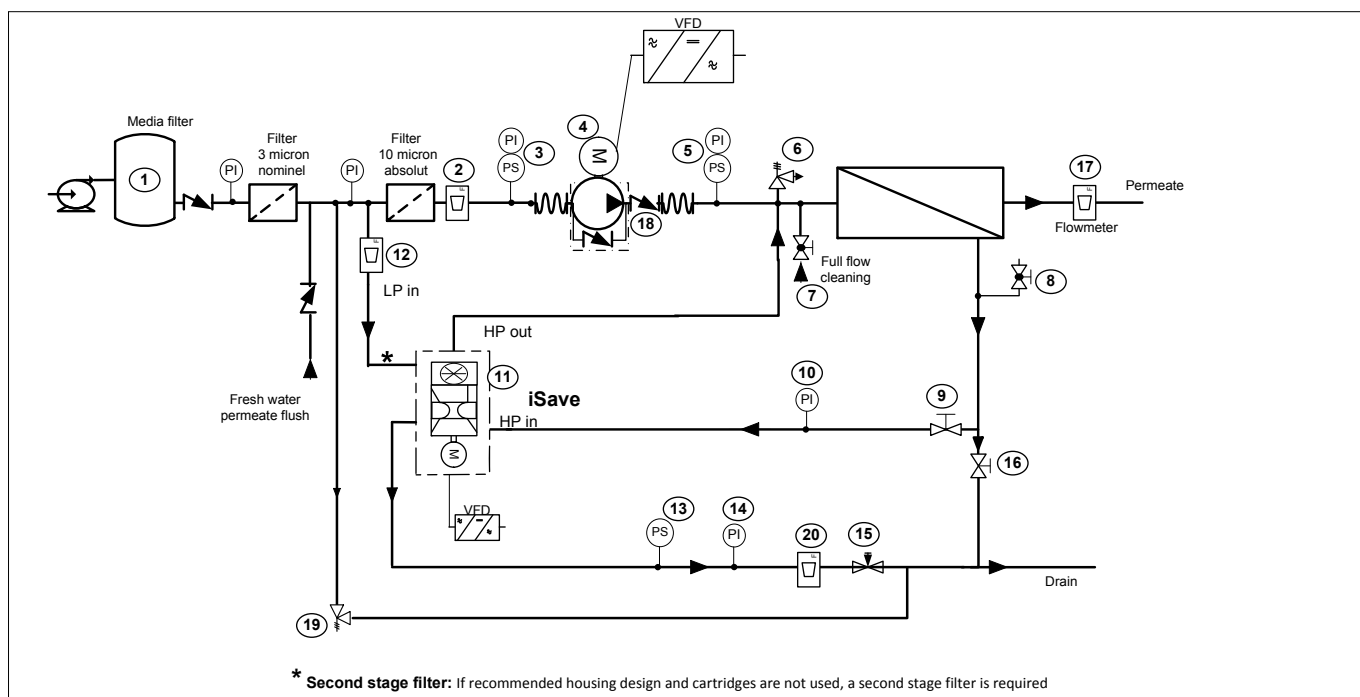 VFD
Media filter
Filter
3 micron
nominel
Filter
10 micron
absolut
1
PI
PI
2
F
PI
PS
3
4
M
18
PI
PS
5
6
17
F
Permeate
Flowmeter
F
12
LP in
Full flow
cleaning
7
8
HP out
*
11
iSave
HP in
M
10
PI
9
16
Fresh water
permeate flush
VFD
13
PS
14
PI
20
F
15
Drain
19
* Second stage filter: If recommended housing design and cartridges are not used, a second stage filter is required